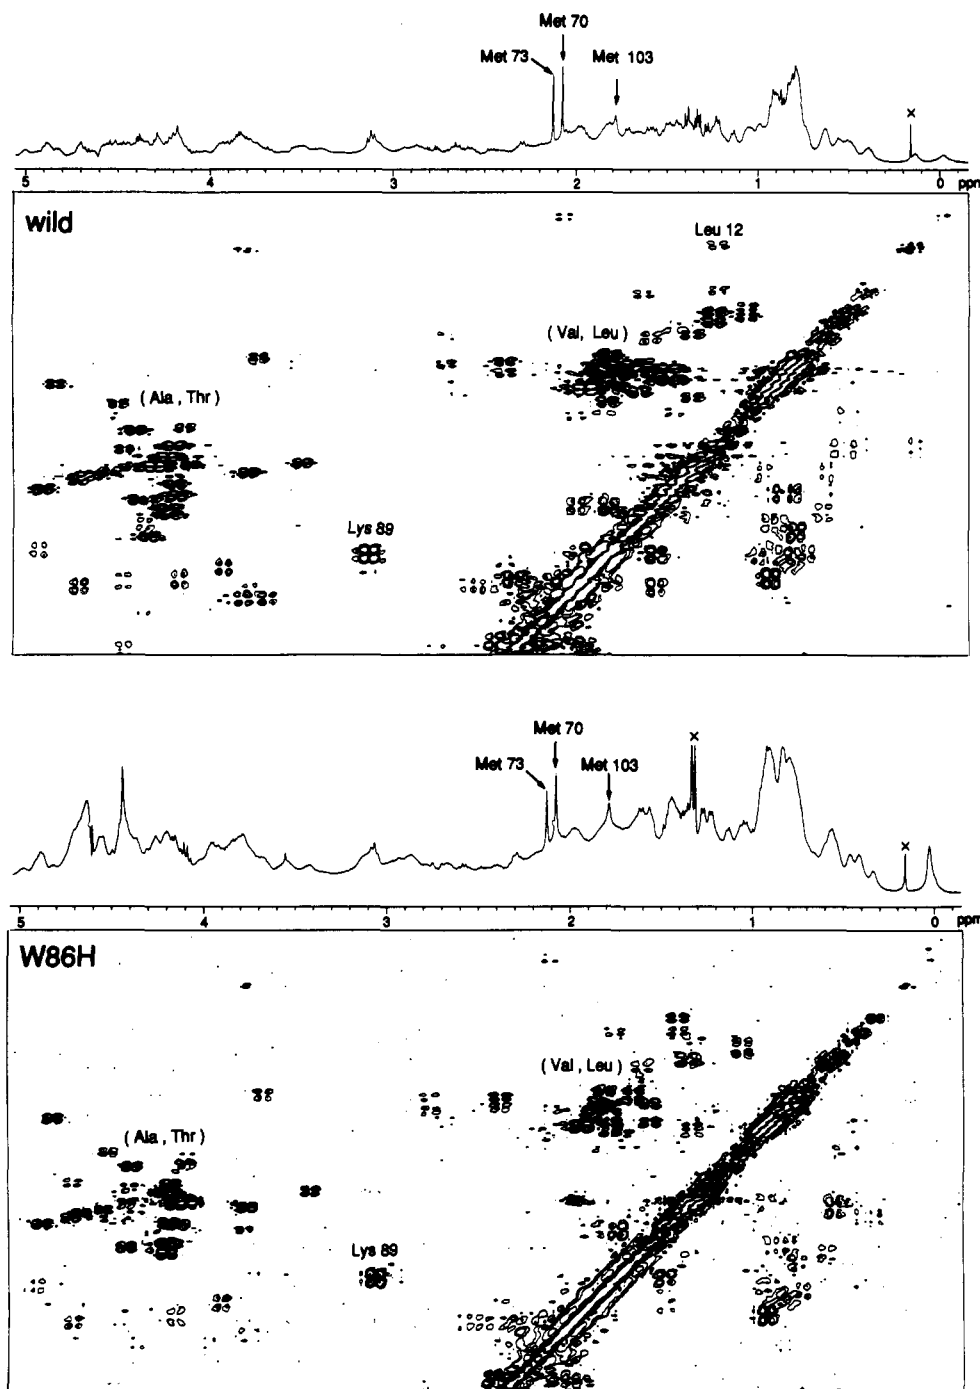 Met 70
Met 73
Met 103
×
5 4 3 2 1 0 ppm
wild
Leu 12
( Val, Leu )
( Ala , Thr )
Lys 89
Met 70
×
Met 73
Met 103
×
5 4 3 2 1 0 ppm
W86H
( Val , Leu )
( Ala , Thr )
Lys 89